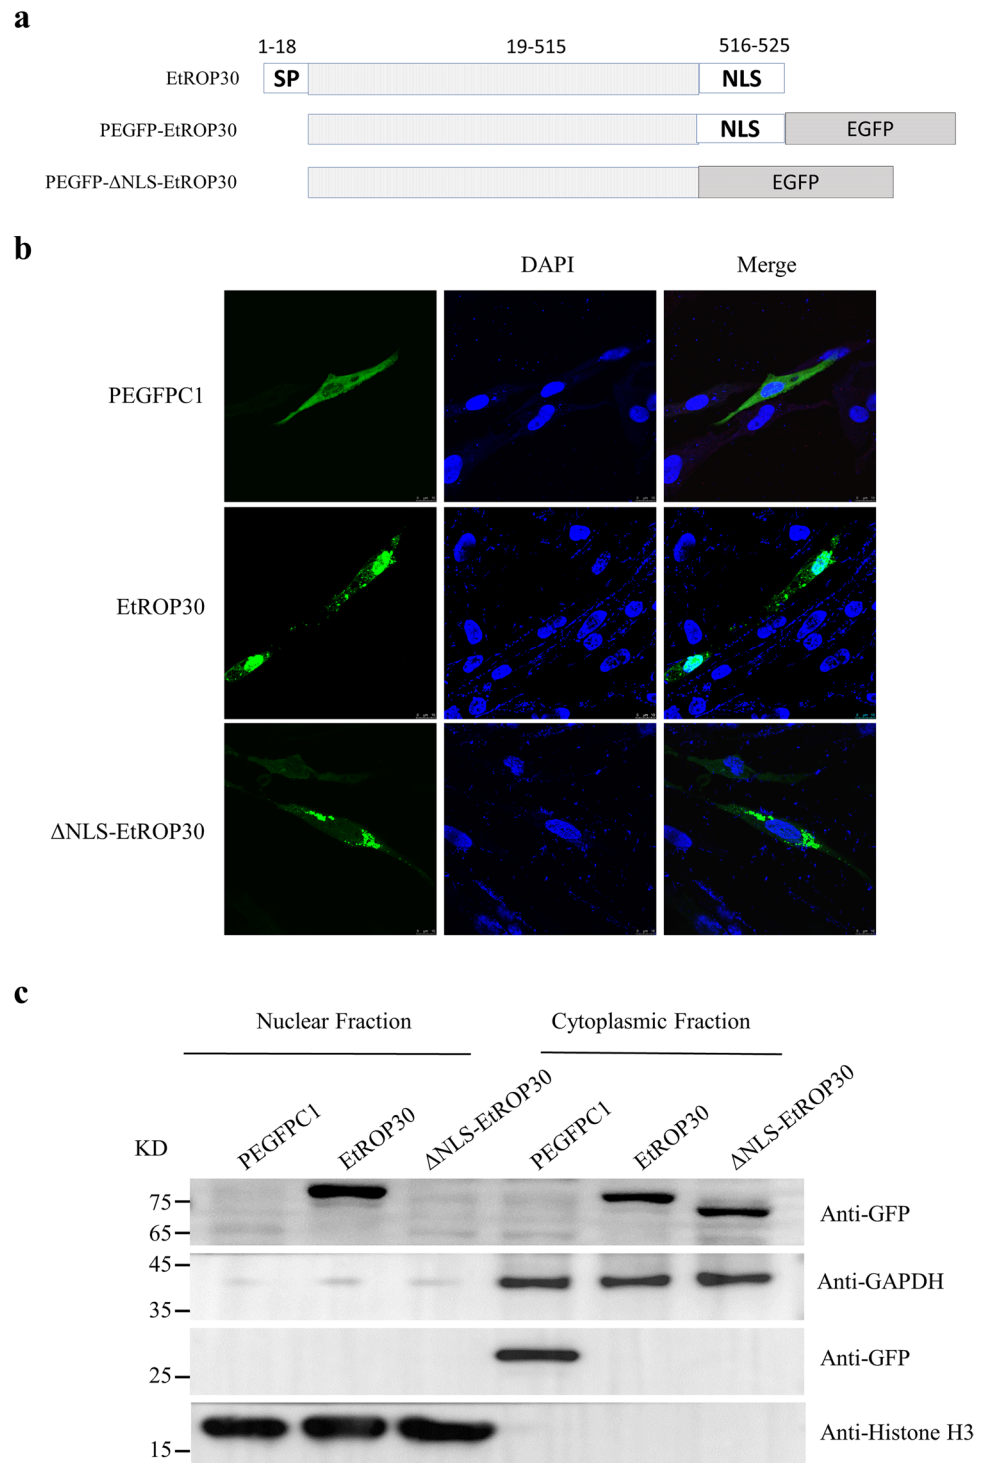 a
1-18 19-515 516-525
EtROP30 SP NLS
PEGFP-EtROP30 NLS EGFP
PEGFP-ΔNLS-EtROP30 EGFP
b
DAPI Merge
PEGFPC1
EtROP30
ΔNLS-EtROP30
c
Nuclear Fraction Cytoplasmic Fraction
KD PEGFPC1 EtROP30 ΔNLS-EtROP30 PEGFPC1 EtROP30 ΔNLS-EtROP30
75
Anti-GFP
65
45
Anti-GAPDH
35
Anti-GFP
25
Anti-Histone H3
15